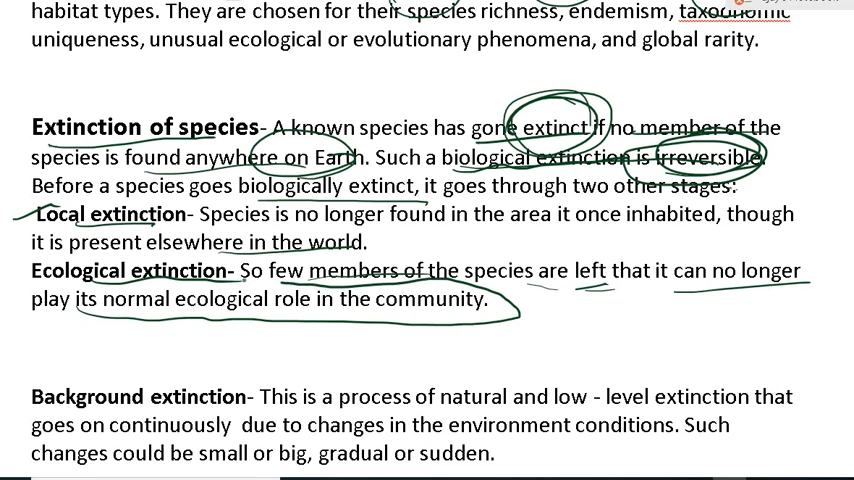 habitat types. They are chosen for their species richness, endemism, taxonomic
uniqueness, unusual ecological or evolutionary phenomena, and global rarity.
Extinction of species- A known species has gone extinct if no member of the
species is found anywhere on Earth. Such a biological extinction is irreversible.
Before a species goes biologically extinct, it goes through two other stages:
Local extinction- Species is no longer found in the area it once inhabited, though
it is present elsewhere in the world.
Ecological extinction- So few members of the species are left that it can no longer
play its normal ecological role in the community.
Background extinction- This is a process of natural and low - level extinction that
goes on continuously due to changes in the environment conditions. Such
changes could be small or big, gradual or sudden.